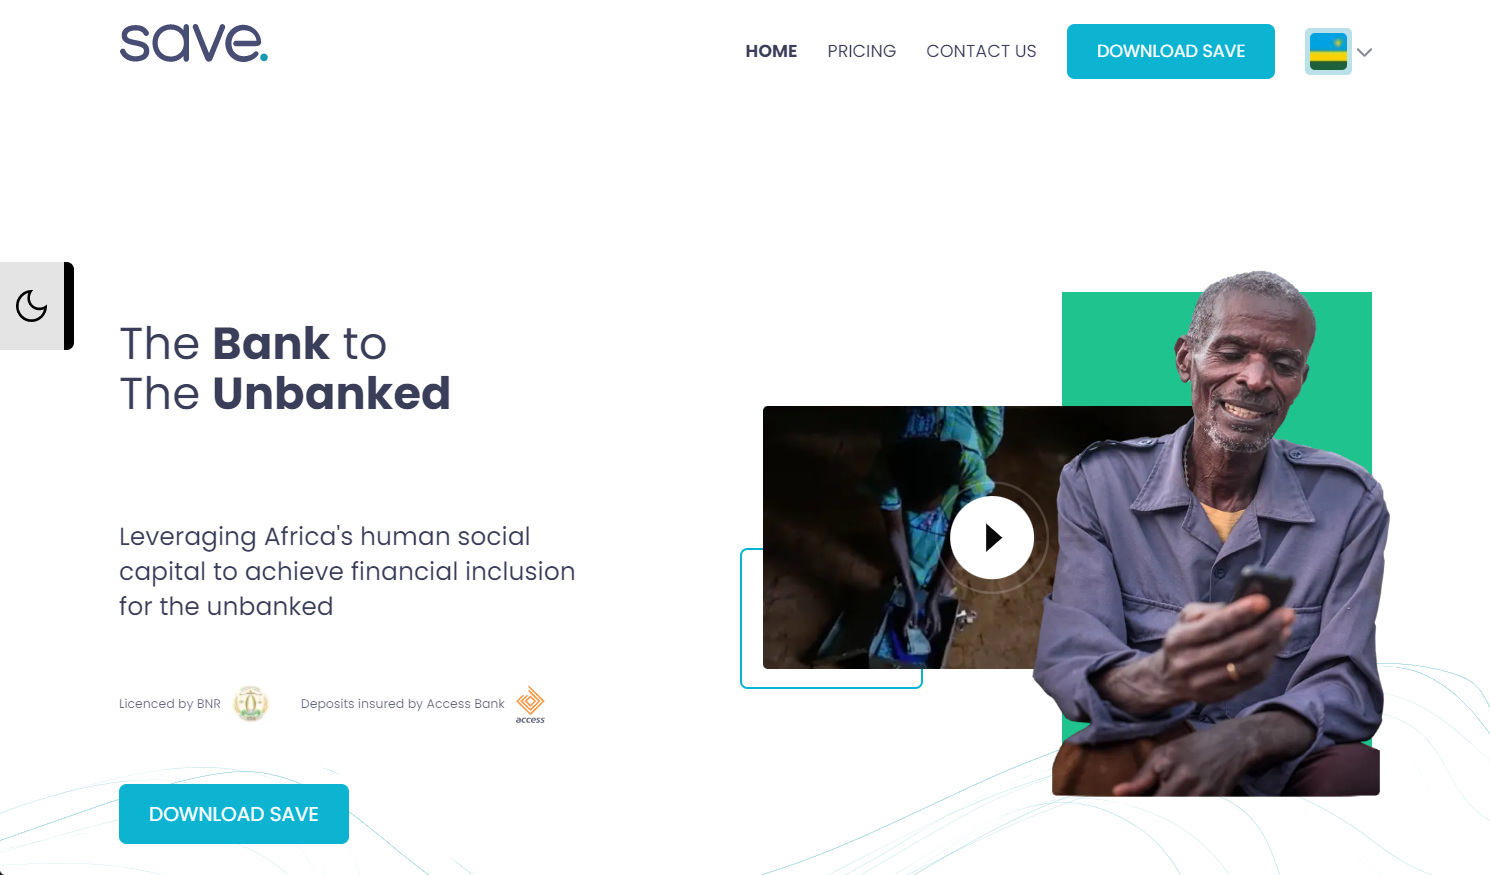 save.
HOME
PRICING
CONTACT US
DOWNLOAD SAVE
The Bank to
The Unbanked
Leveraging Africa's human social
capital to achieve financial inclusion
for the unbanked
Licenced by BNR
Deposits insured by Access Bank
access
DOWNLOAD SAVE